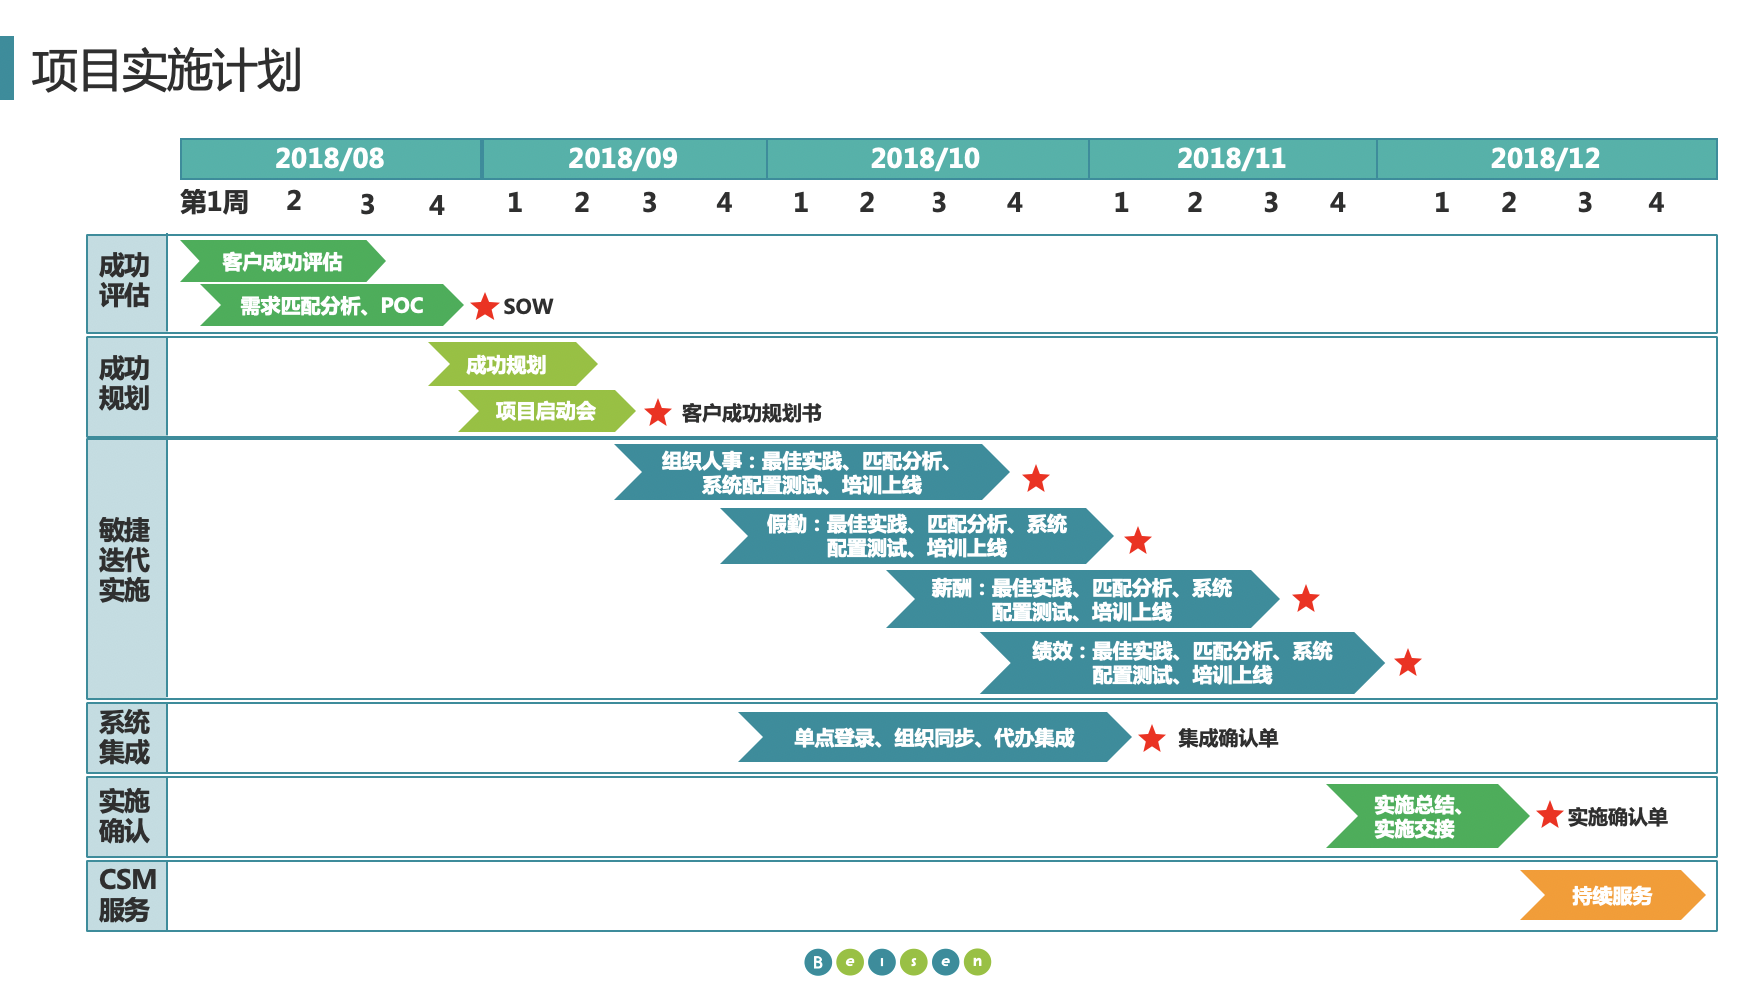 项目实施计划
2018/08 2018/09 2018/10 2018/11 2018/12
第1周 2 3 4 1 2 3 4 1 2 3 4 1 2 3 4 1 2 3 4
成功
评估
客户成功评估
需求匹配分析、POC
SOW
成功
规划
成功规划
项目启动会
客户成功规划书
敏捷
迭代
实施
组织人事：最佳实践、匹配分析、
系统配置测试、培训上线
假勤：最佳实践、匹配分析、系统
配置测试、培训上线
薪酬：最佳实践、匹配分析、系统
配置测试、培训上线
绩效：最佳实践、匹配分析、系统
配置测试、培训上线
系统
集成
单点登录、组织同步、代办集成
集成确认单
实施
确认
实施总结、
实施交接
实施确认单
CSM
服务
持续服务
Beisen